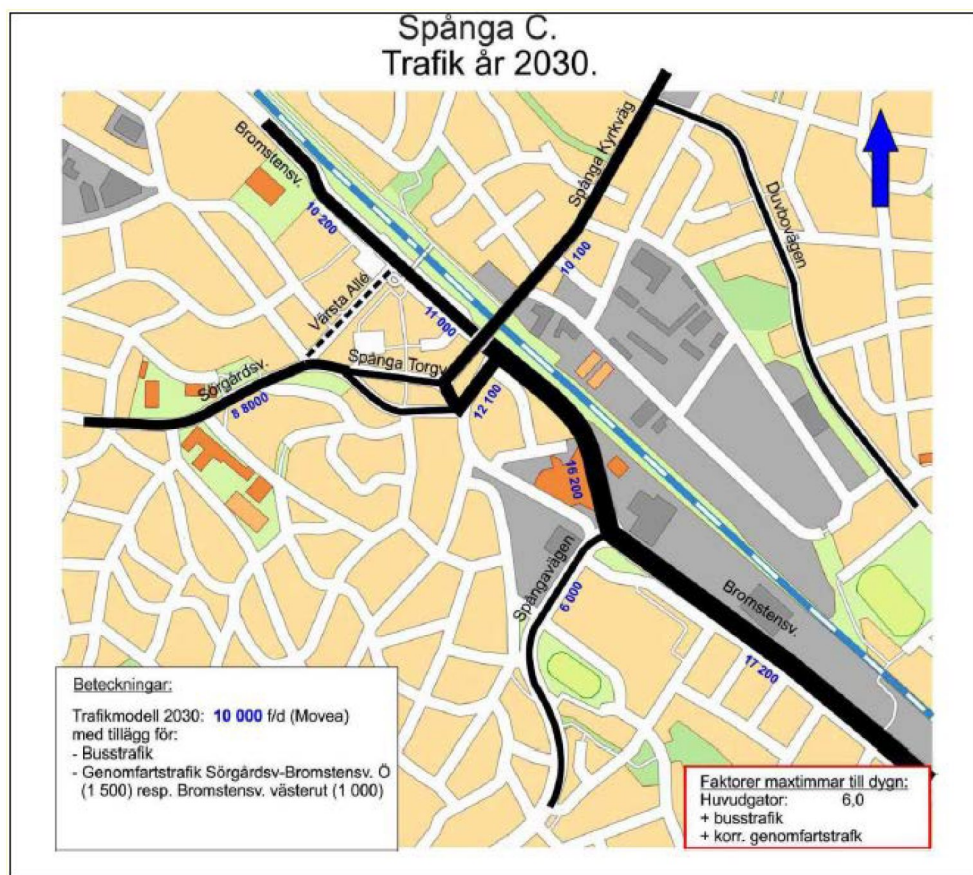 Spånga C.
Trafik år 2030.
Bromstensv.
10 200
Spånga Kyrkväg
10 100
Duvbovägen
Värsta Allé
11 000
Spånga Torgv
Sörgårdsv.
8 8000
12 100
16 200
Spångavägen
6 000
Bromstensv.
17 200
Beteckningar:
Trafikmodell 2030: 10 000 f/d (Movea)
med tillägg för:
- Busstrafik
- Genomfartstrafik Sörgårdsv-Bromstensv. Ö
(1 500) resp. Bromstensv. västerut (1 000)
Faktorer maxtimmar till dygn:
Huvudgator: 6,0
+ busstrafik
+ korr. genomfartstrafk